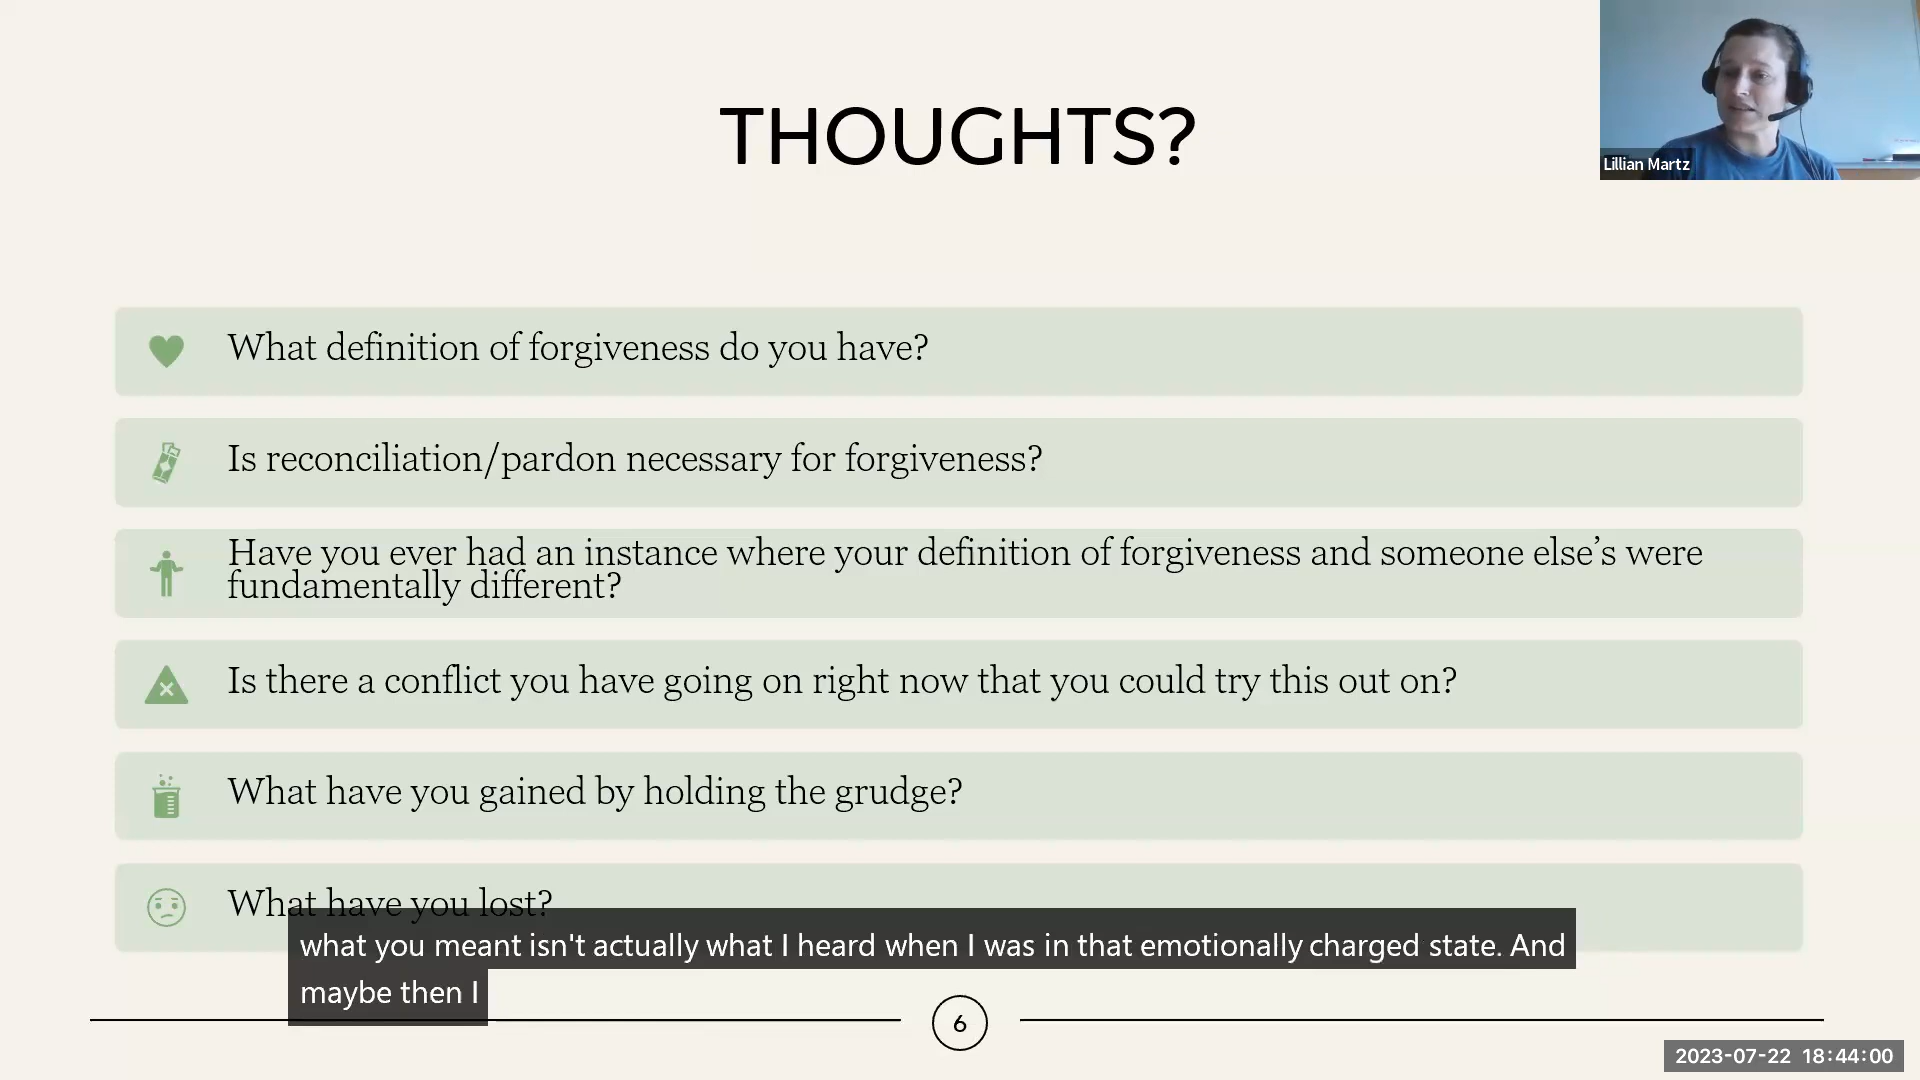 THOUGHTS?
Lillian Martz
What definition of forgiveness do you have?
Is reconciliation/pardon necessary for forgiveness?
Have you ever had an instance where your definition of forgiveness and someone else’s were
fundamentally different?
Is there a conflict you have going on right now that you could try this out on?
What have you gained by holding the grudge?
What have you lost?
what you meant isn't actually what I heard when I was in that emotionally charged state. And
maybe then I
6
2023-07-22 18:44:00